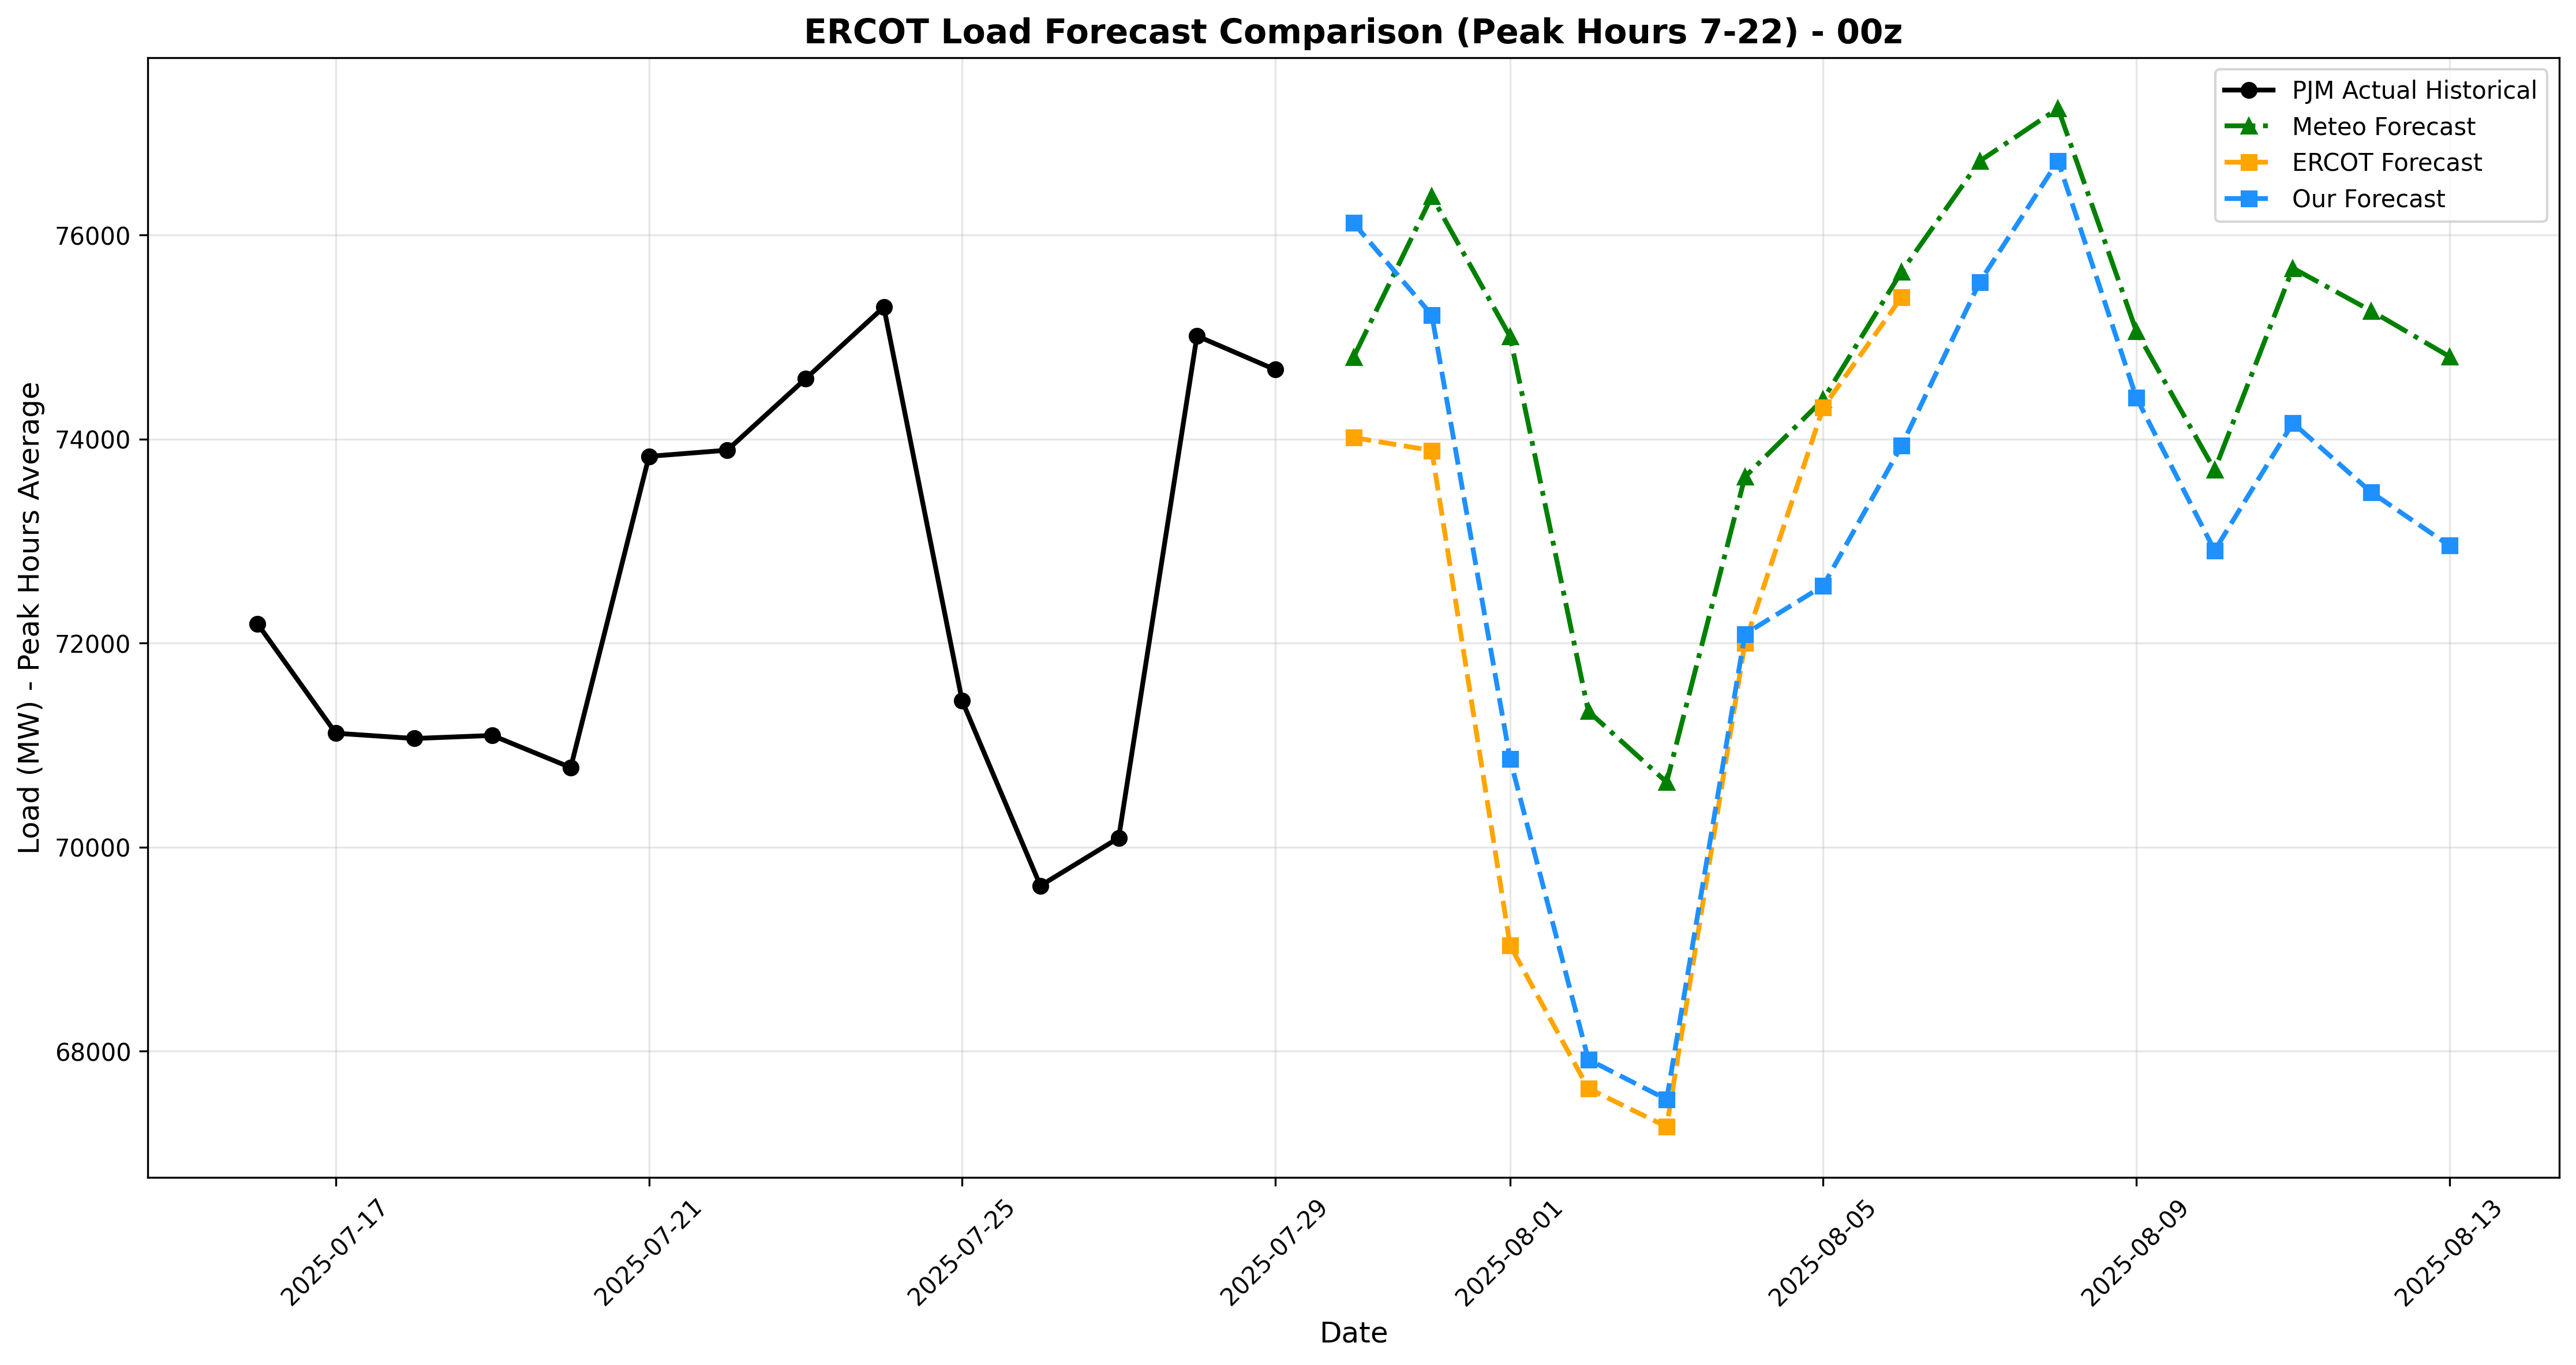 ERCOT Load Forecast Comparison (Peak Hours 7-22) - 00z
PJM Actual Historical
Meteo Forecast
ERCOT Forecast
Our Forecast
Load (MW) - Peak Hours Average
76000
74000
72000
70000
68000
2025-07-17
2025-07-21
2025-07-25
2025-07-29
2025-08-01
2025-08-05
2025-08-09
2025-08-13
Date